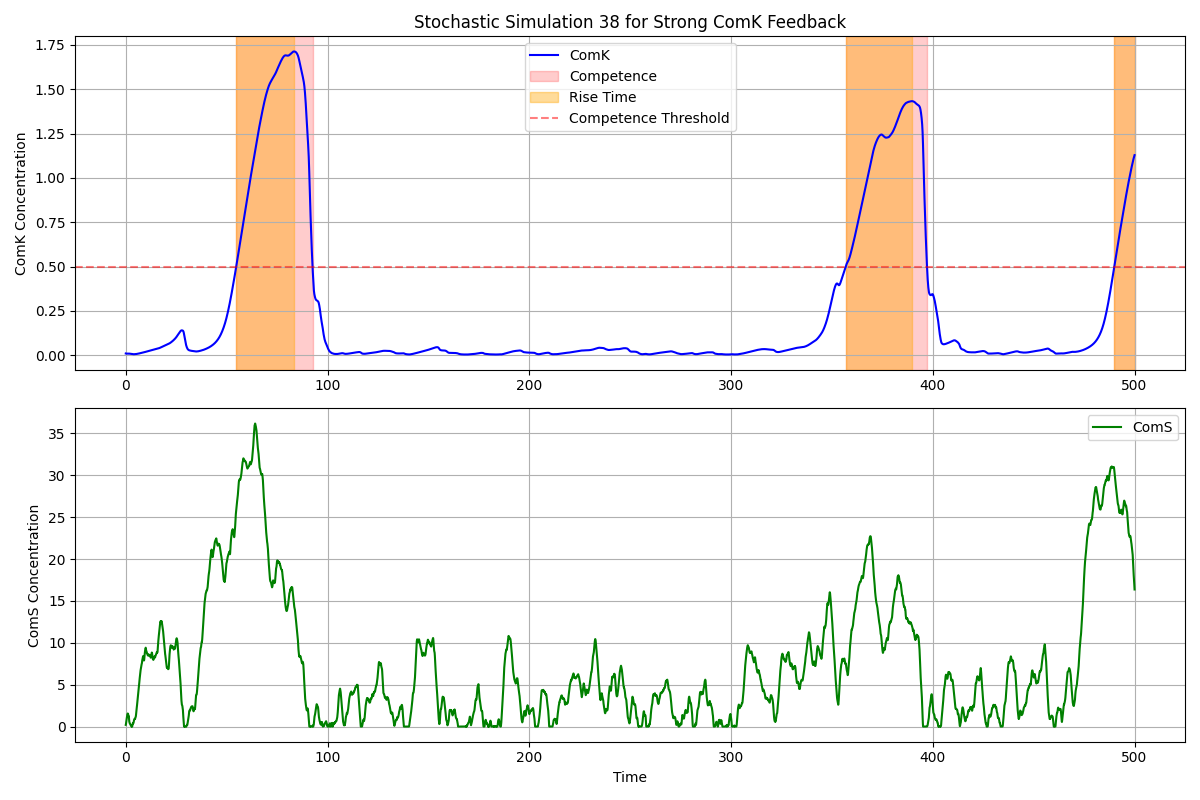 Stochastic Simulation 38 for Strong ComK Feedback
ComK Concentration
1.75
1.50
1.25
1.00
0.75
0.50
0.25
0.00
ComK
Competence
Rise Time
Competence Threshold
0 100 200 300 400 500
ComS Concentration
35
30
25
20
15
10
5
0
ComS
0 100 200 300 400 500
Time